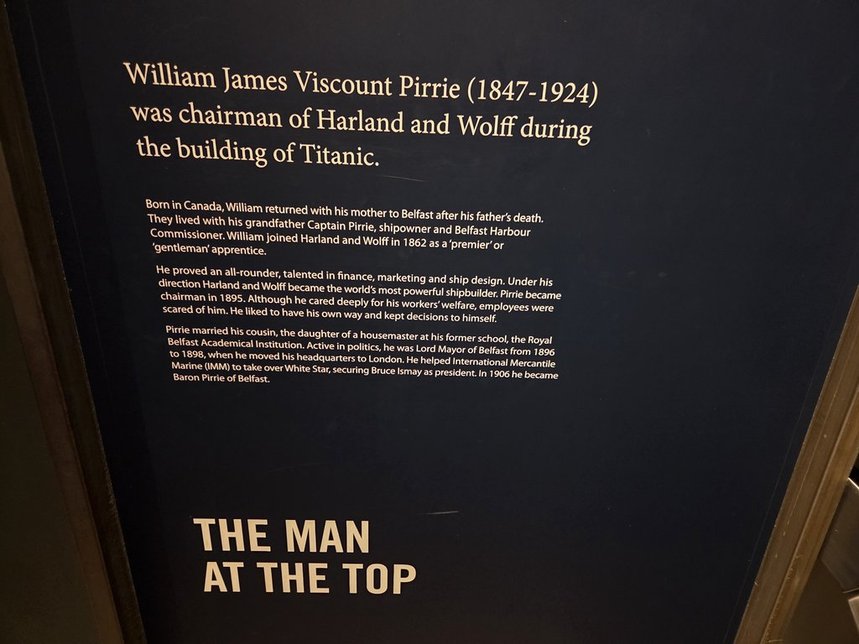 William James Viscount Pirrie (1847-1924)
was chairman of Harland and Wolff during
the building of Titanic.
Born in Canada, William returned with his mother to Belfast after his father's death.
They lived with his grandfather Captain Pirrie, shipowner and Belfast Harbour
Commissioner. William joined Harland and Wolff in 1862 as a 'premier' or
'gentleman' apprentice.
He proved an all-rounder, talented in finance, marketing and ship design. Under his
direction Harland and Wolff became the world's most powerful shipbuilder. Pirrie became
chairman in 1895. Although he cared deeply for his workers' welfare, employees were
scared of him. He liked to have his own way and kept decisions to himself.
Pirrie married his cousin, the daughter of a housemaster at his former school, the Royal
Belfast Academical Institution. Active in politics, he was Lord Mayor of Belfast from 1896
to 1898, when he moved his headquarters to London. He helped International Mercantile
Marine (IMM) to take over White Star, securing Bruce Ismay as president. In 1906 he became
Baron Pirrie of Belfast.
THE MAN
AT THE TOP